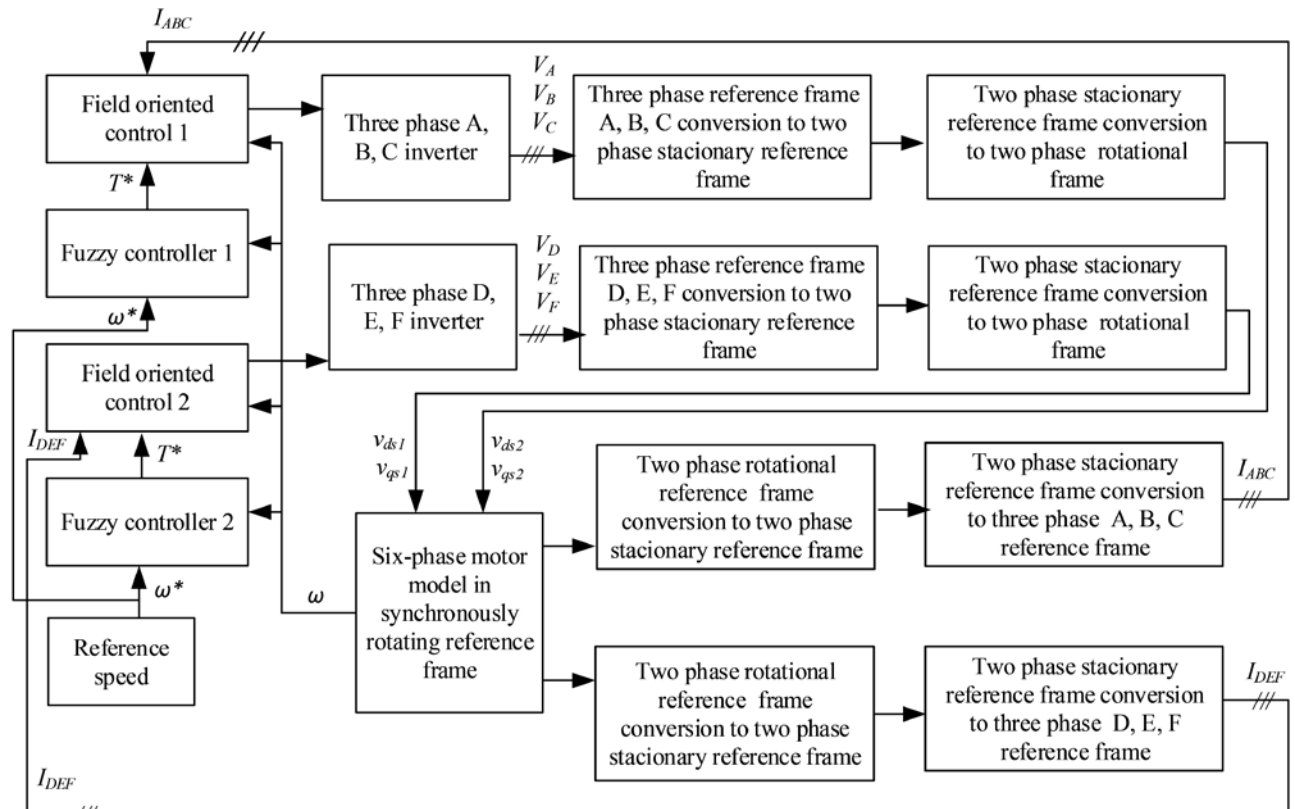 I_ABC
Field oriented
control 1
Three phase A,
B, C inverter
V_A
V_B
V_C
Three phase reference frame
A, B, C conversion to two
phase stacionary reference
frame
Two phase stacionary
reference frame conversion
to two phase rotational
frame
T*
Fuzzy controller 1
ω*
Three phase D,
E, F inverter
V_D
V_E
V_F
Three phase reference frame
D, E, F conversion to two
phase stacionary reference
frame
Two phase stacionary
reference frame conversion
to two phase rotational
frame
Field oriented
control 2
I_DEF
T*
Fuzzy controller 2
ω*
Reference
speed
ω
v_ds1
v_qs1
v_ds2
v_qs2
Six-phase motor
model in
synchronously
rotating reference
frame
Two phase rotational
reference frame
conversion to two phase
stacionary reference frame
Two phase stacionary
reference frame conversion
to three phase A, B, C
reference frame
I_ABC
Two phase rotational
reference frame
conversion to two phase
stacionary reference frame
Two phase stacionary
reference frame conversion
to three phase D, E, F
reference frame
I_DEF
I_DEF